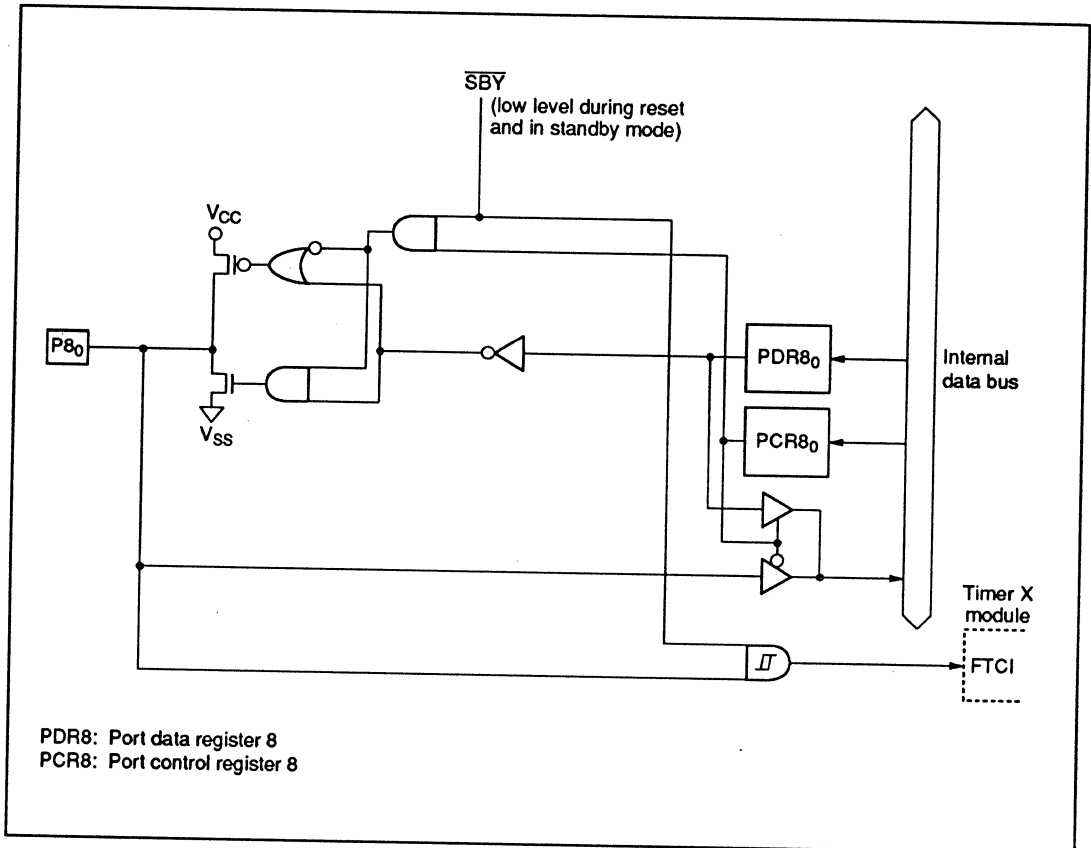 SBY
(low level during reset
and in standby mode)
VCC
P80
VSS
PDR80
PCR80
Internal
data bus
Timer X
module
FTCI
PDR8: Port data register 8
PCR8: Port control register 8